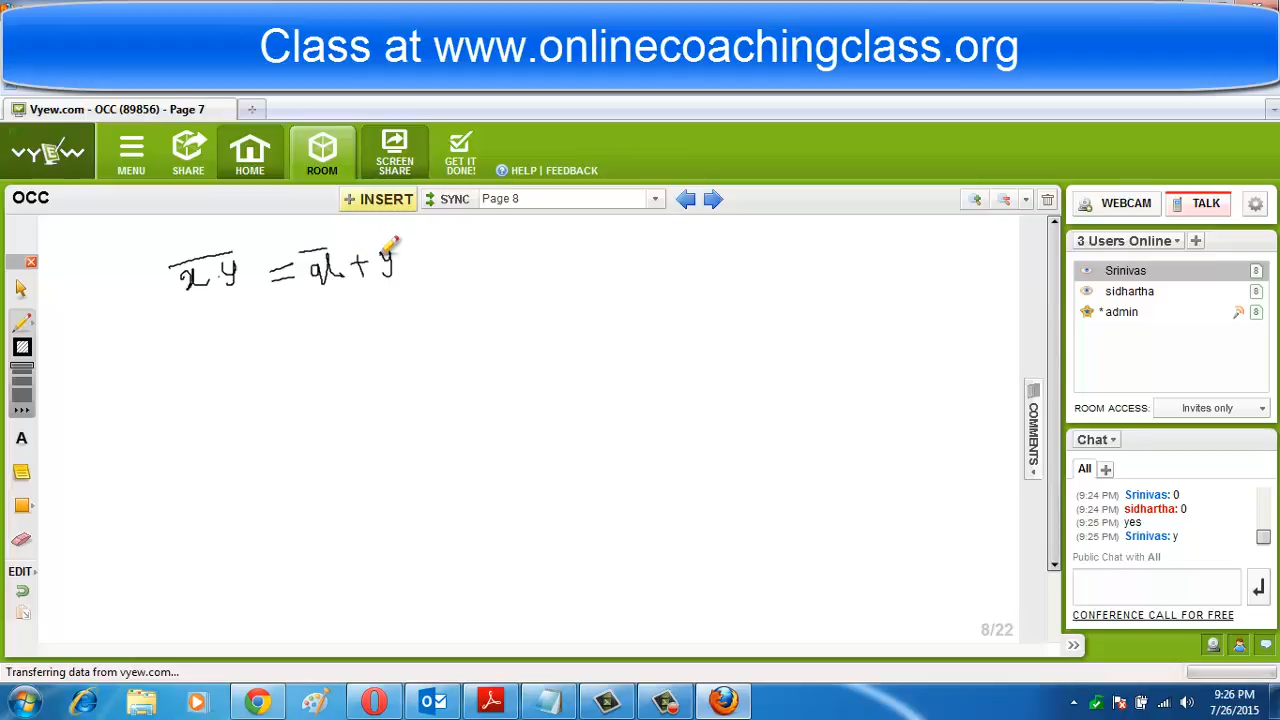 Class at www.onlinecoachingclass.org
Vyew.com - OCC (89856) - Page 7
VYEW
MENU
SHARE
HOME
ROOM
SCREEN SHARE
GET IT DONE!
HELP | FEEDBACK
OCC
+ INSERT
SYNC
Page 8
WEBCAM
TALK
3 Users Online
Srinivas 8
sidhartha 8
* admin 8
x̅.̅y̅ = x̅ + y
COMMENTS
ROOM ACCESS: Invites only
Chat
All
(9:24 PM) Srinivas: 0
(9:24 PM) sidhartha: 0
(9:25 PM) yes
(9:25 PM) Srinivas: y
Public Chat with All
CONFERENCE CALL FOR FREE
A
EDIT
8/22
Transferring data from vyew.com...
9:26 PM
7/26/2015